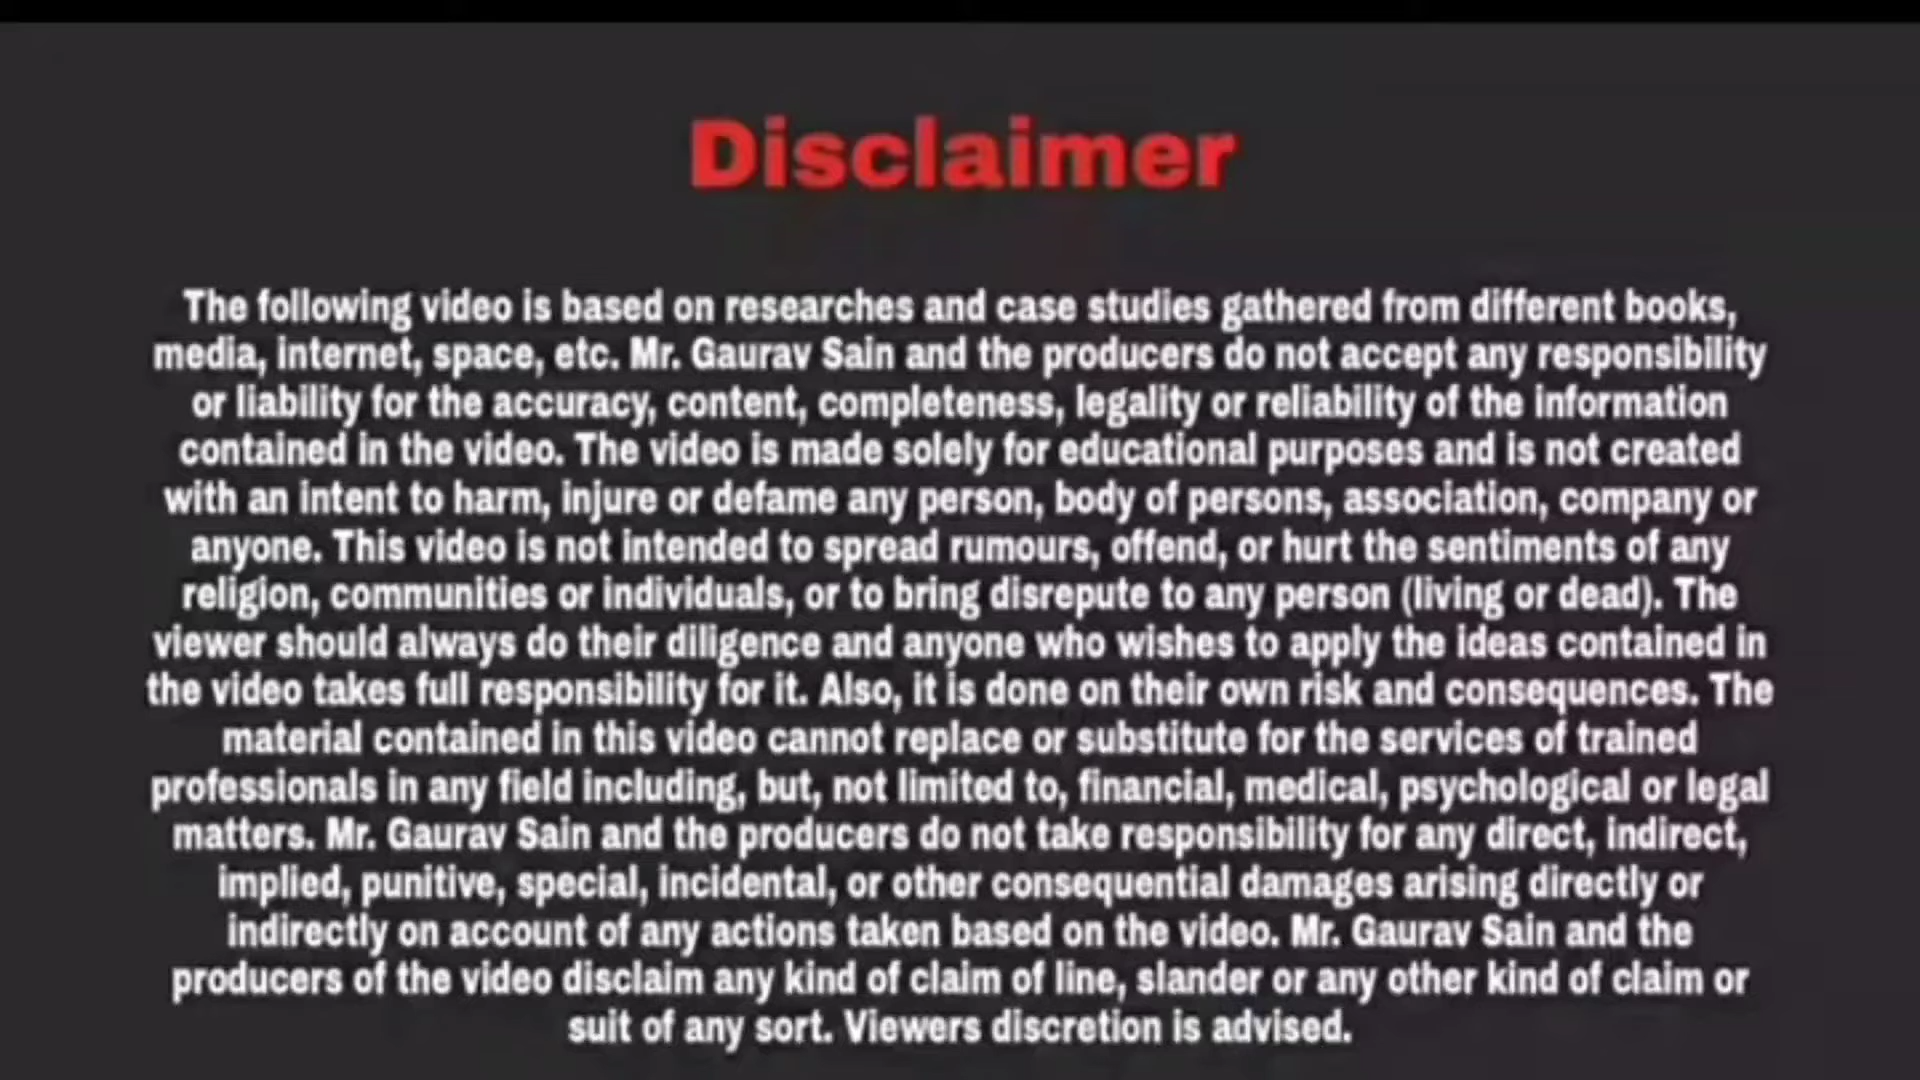 Disclaimer
The following video is based on researches and case studies gathered from different books,
media, internet, space, etc. Mr. Gaurav Sain and the producers do not accept any responsibility
or liability for the accuracy, content, completeness, legality or reliability of the information
contained in the video. The video is made solely for educational purposes and is not created
with an intent to harm, injure or defame any person, body of persons, association, company or
anyone. This video is not intended to spread rumours, offend, or hurt the sentiments of any
religion, communities or individuals, or to bring disrepute to any person (living or dead). The
viewer should always do their diligence and anyone who wishes to apply the ideas contained in
the video takes full responsibility for it. Also, it is done on their own risk and consequences. The
material contained in this video cannot replace or substitute for the services of trained
professionals in any field including, but, not limited to, financial, medical, psychological or legal
matters. Mr. Gaurav Sain and the producers do not take responsibility for any direct, indirect,
implied, punitive, special, incidental, or other consequential damages arising directly or
indirectly on account of any actions taken based on the video. Mr. Gaurav Sain and the
producers of the video disclaim any kind of claim of line, slander or any other kind of claim or
suit of any sort. Viewers discretion is advised.